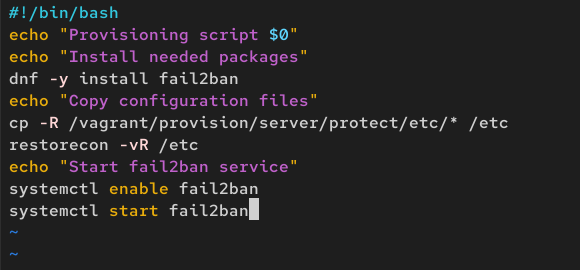 #!/bin/bash
echo "Provisioning script $0"
echo "Install needed packages"
dnf -y install fail2ban
echo "Copy configuration files"
cp -R /vagrant/provision/server/protect/etc/* /etc
restorecon -vR /etc
echo "Start fail2ban service"
systemctl enable fail2ban
systemctl start fail2ban
~
~